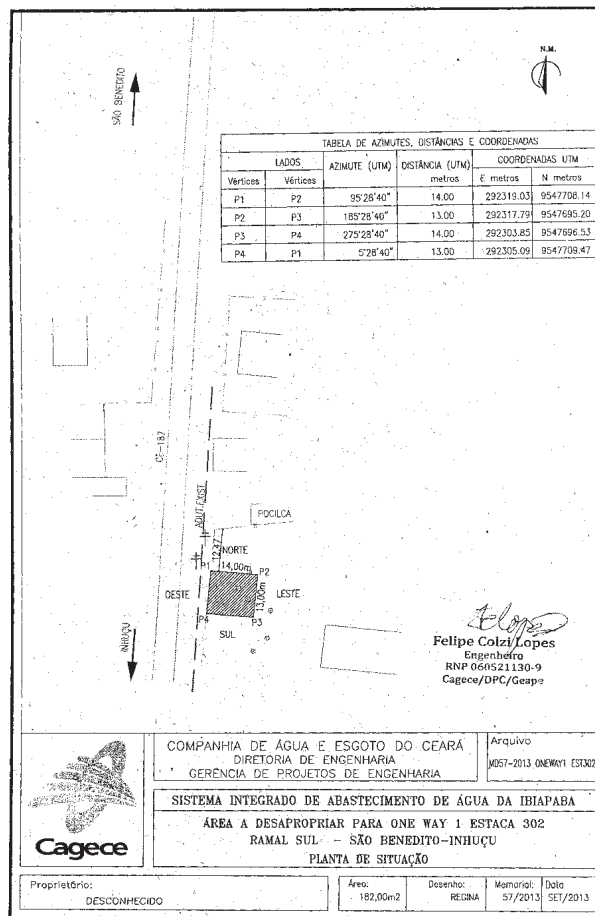 N.M.
SÃO BENEDITO
TABELA DE AZIMUTES, DISTÂNCIAS E COORDENADAS
LADOS AZIMUTE (UTM) DISTÂNCIA (UTM) COORDENADAS UTM
Vértices Vértices metros E metros N metros
P1 P2 95°28'40" 14.00 292319.03 9547708.14
P2 P3 185°28'40" 13.00 292317.79 9547695.20
P3 P4 275°28'40" 14.00 292303.85 9547696.53
P4 P1 5°28'40" 13.00 292305.09 9547709.47
CE-187
ADUT.EXIST.
POCILCA
12,47
NORTE
P1 14,00m P2
OESTE 13,00m LESTE
P4 P3
SUL
INHUÇU
Felipe Colzi Lopes
Engenheiro
RNP 060521130-9
Cagece/DPC/Geape
Cagece
COMPANHIA DE ÁGUA E ESGOTO DO CEARÁ
DIRETORIA DE ENGENHARIA
GERÊNCIA DE PROJETOS DE ENGENHARIA
Arquivo
MD57-2013 ONEWAY1 EST302
SISTEMA INTEGRADO DE ABASTECIMENTO DE ÁGUA DA IBIAPABA
ÁREA A DESAPROPRIAR PARA ONE WAY 1 ESTACA 302
RAMAL SUL - SÃO BENEDITO-INHUÇU
PLANTA DE SITUAÇÃO
Proprietário:
DESCONHECIDO
Área:
182,00m2
Desenho:
REGINA
Memorial:
57/2013
Data
SET/2013